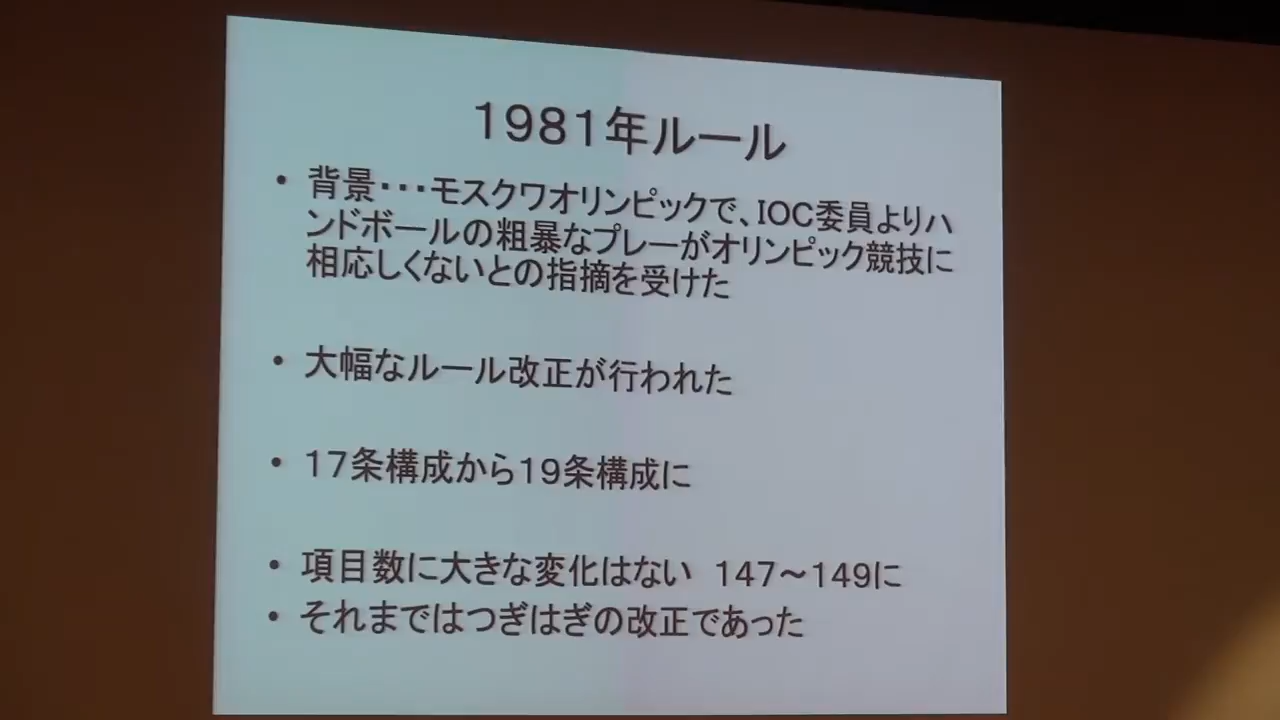 1981年ルール
• 背景・・・モスクワオリンピックで、IOC委員よりハ
ンドボールの粗暴なプレーがオリンピック競技に
相応しくないとの指摘を受けた
• 大幅なルール改正が行われた
• 17条構成から19条構成に
• 項目数に大きな変化はない 147～149に
• それまではつぎはぎの改正であった